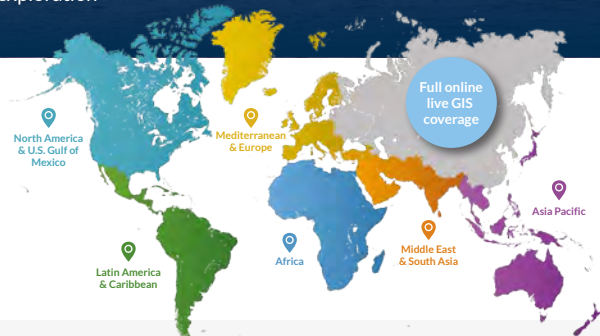 exploration
Full online
live GIS
coverage
North America
& U.S. Gulf of
Mexico
Mediterranean
& Europe
Asia Pacific
Middle East
& South Asia
Africa
Latin America
& Caribbean